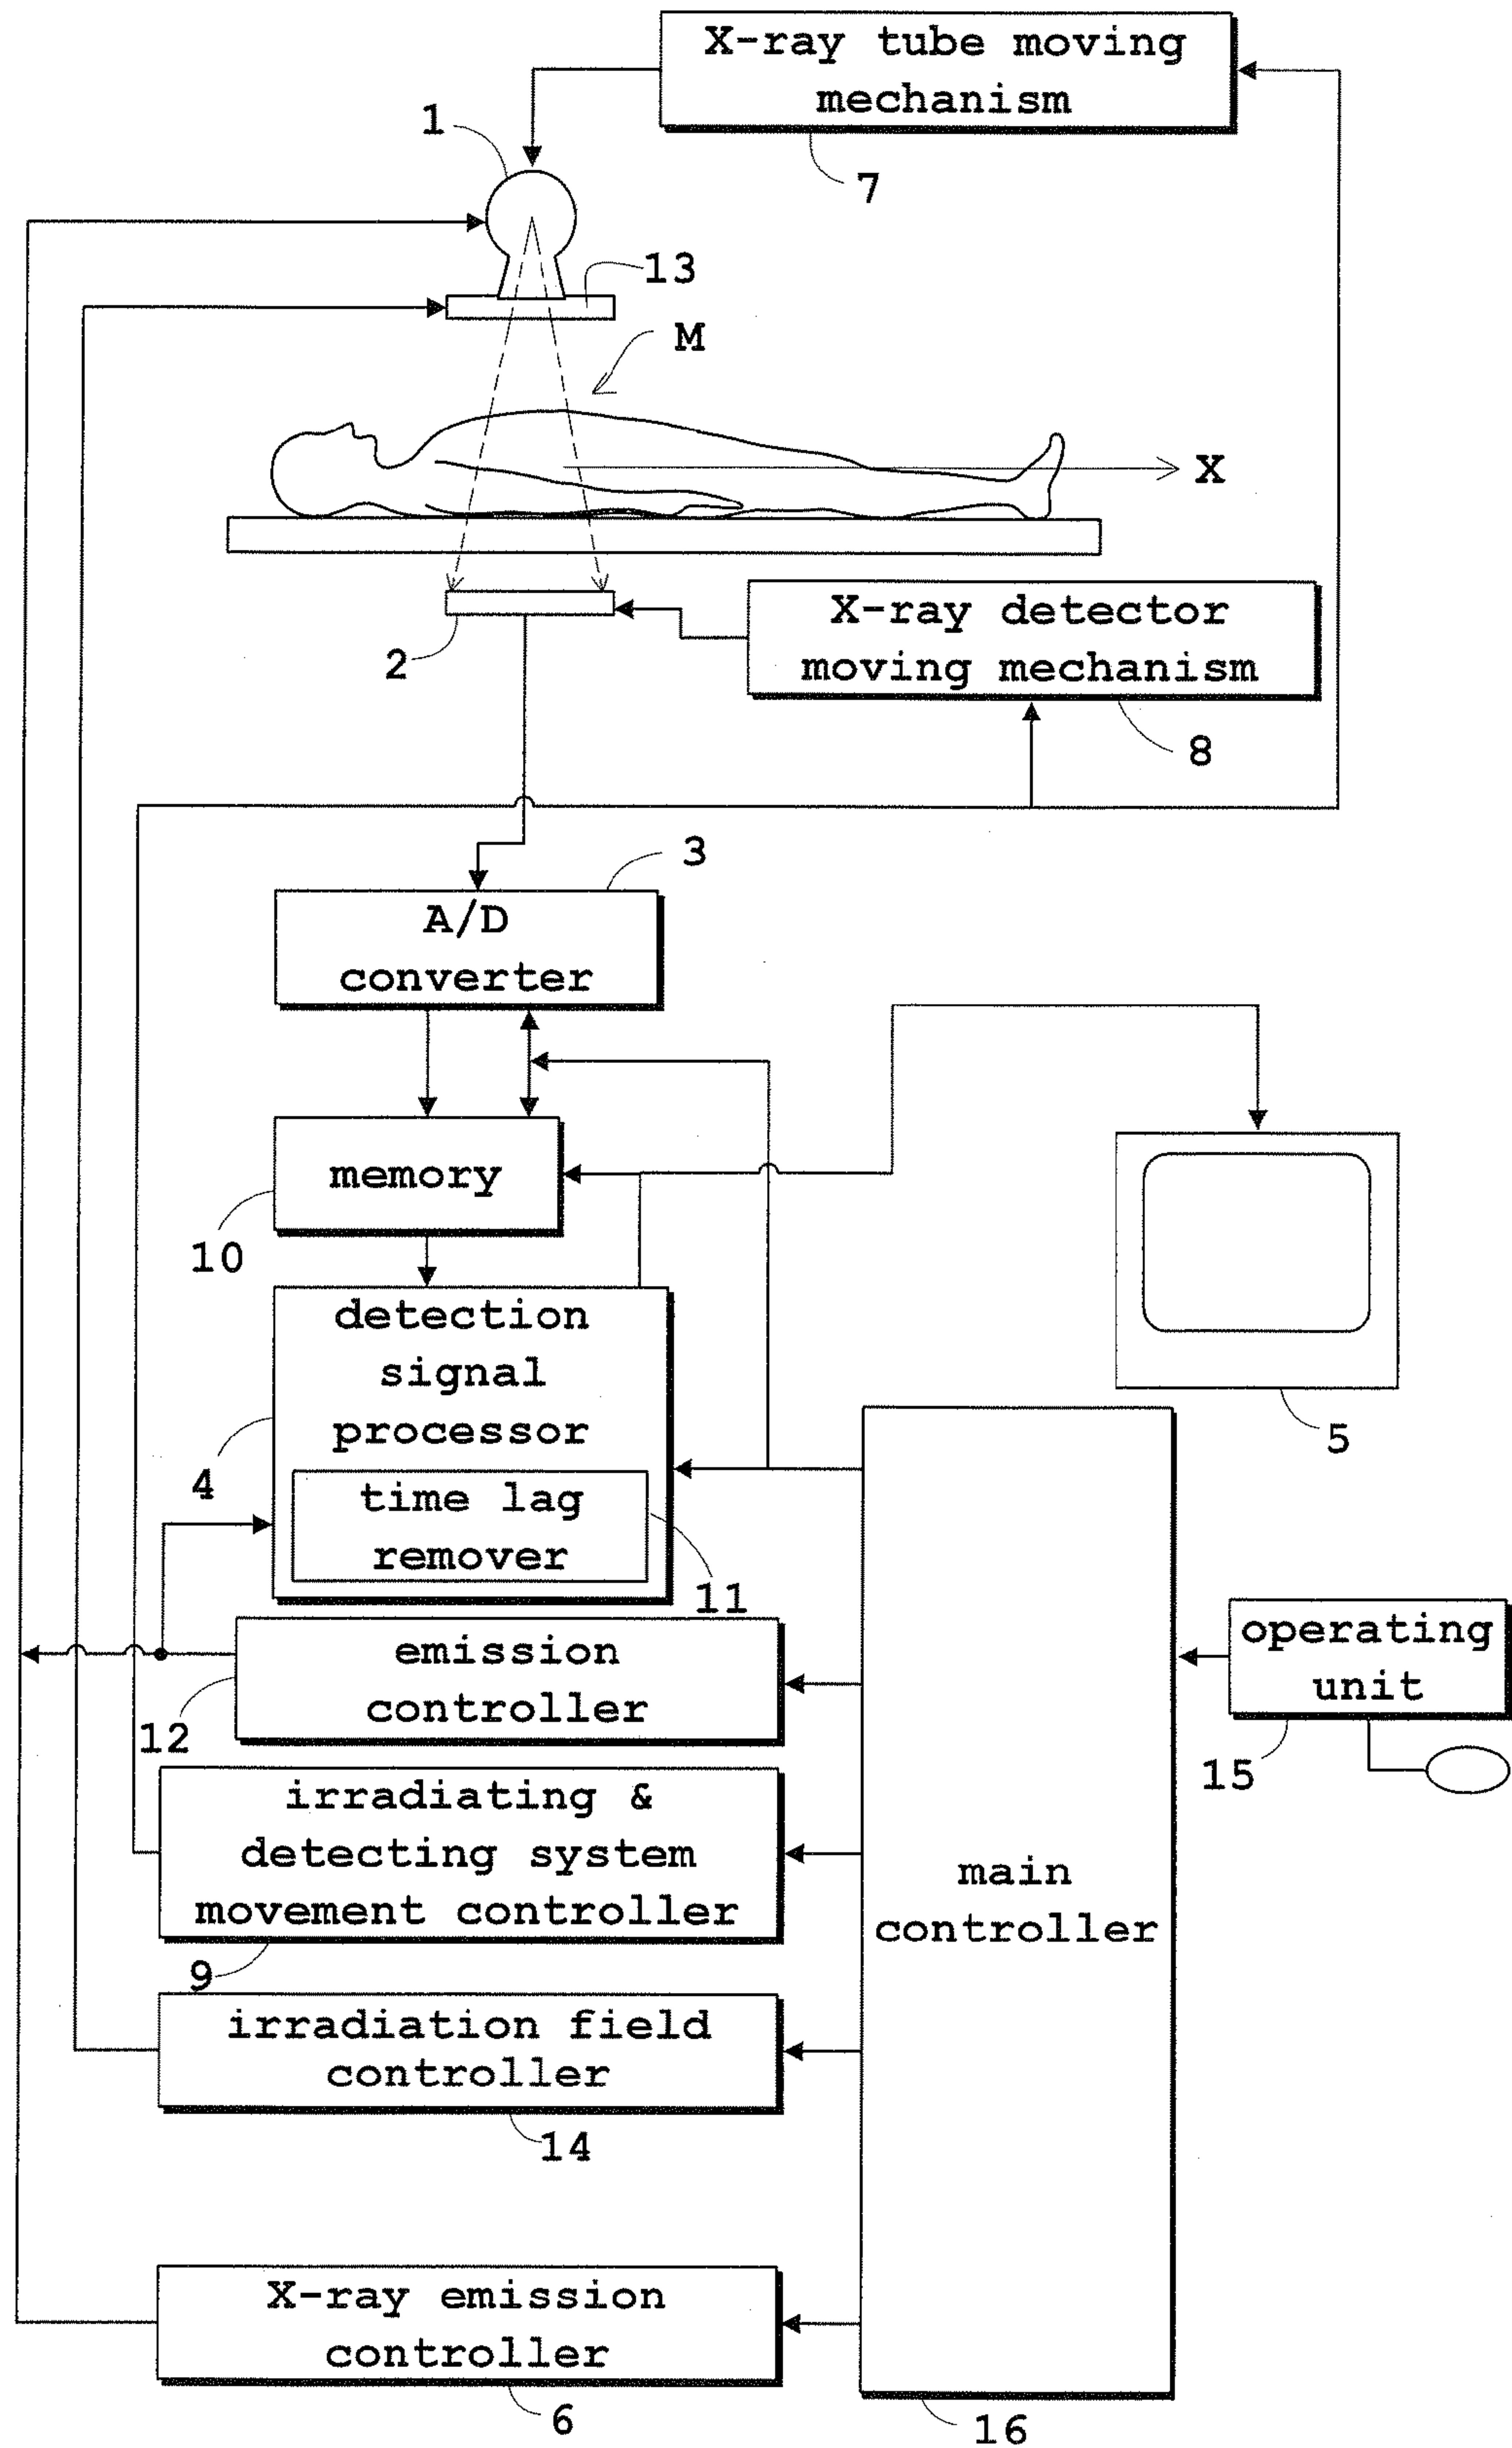 X-ray tube moving
mechanism
1
7
13
M
X
X-ray detector
moving mechanism
2
8
3
A/D
converter
memory
10
detection
signal
processor
4
5
time lag
remover
11
emission
controller
operating
unit
12
15
irradiating &
detecting system
movement controller
main
controller
9
irradiation field
controller
14
X-ray emission
controller
6
16